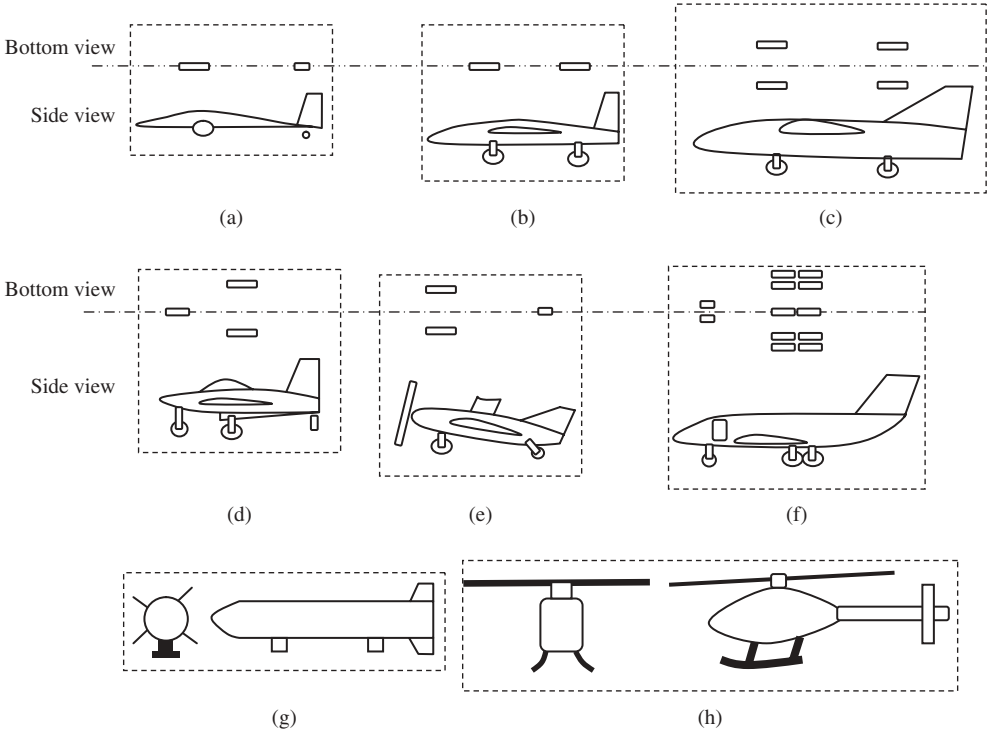 Bottom view
Side view
(a)
(b)
(c)
Bottom view
Side view
(d)
(e)
(f)
(g)
(h)